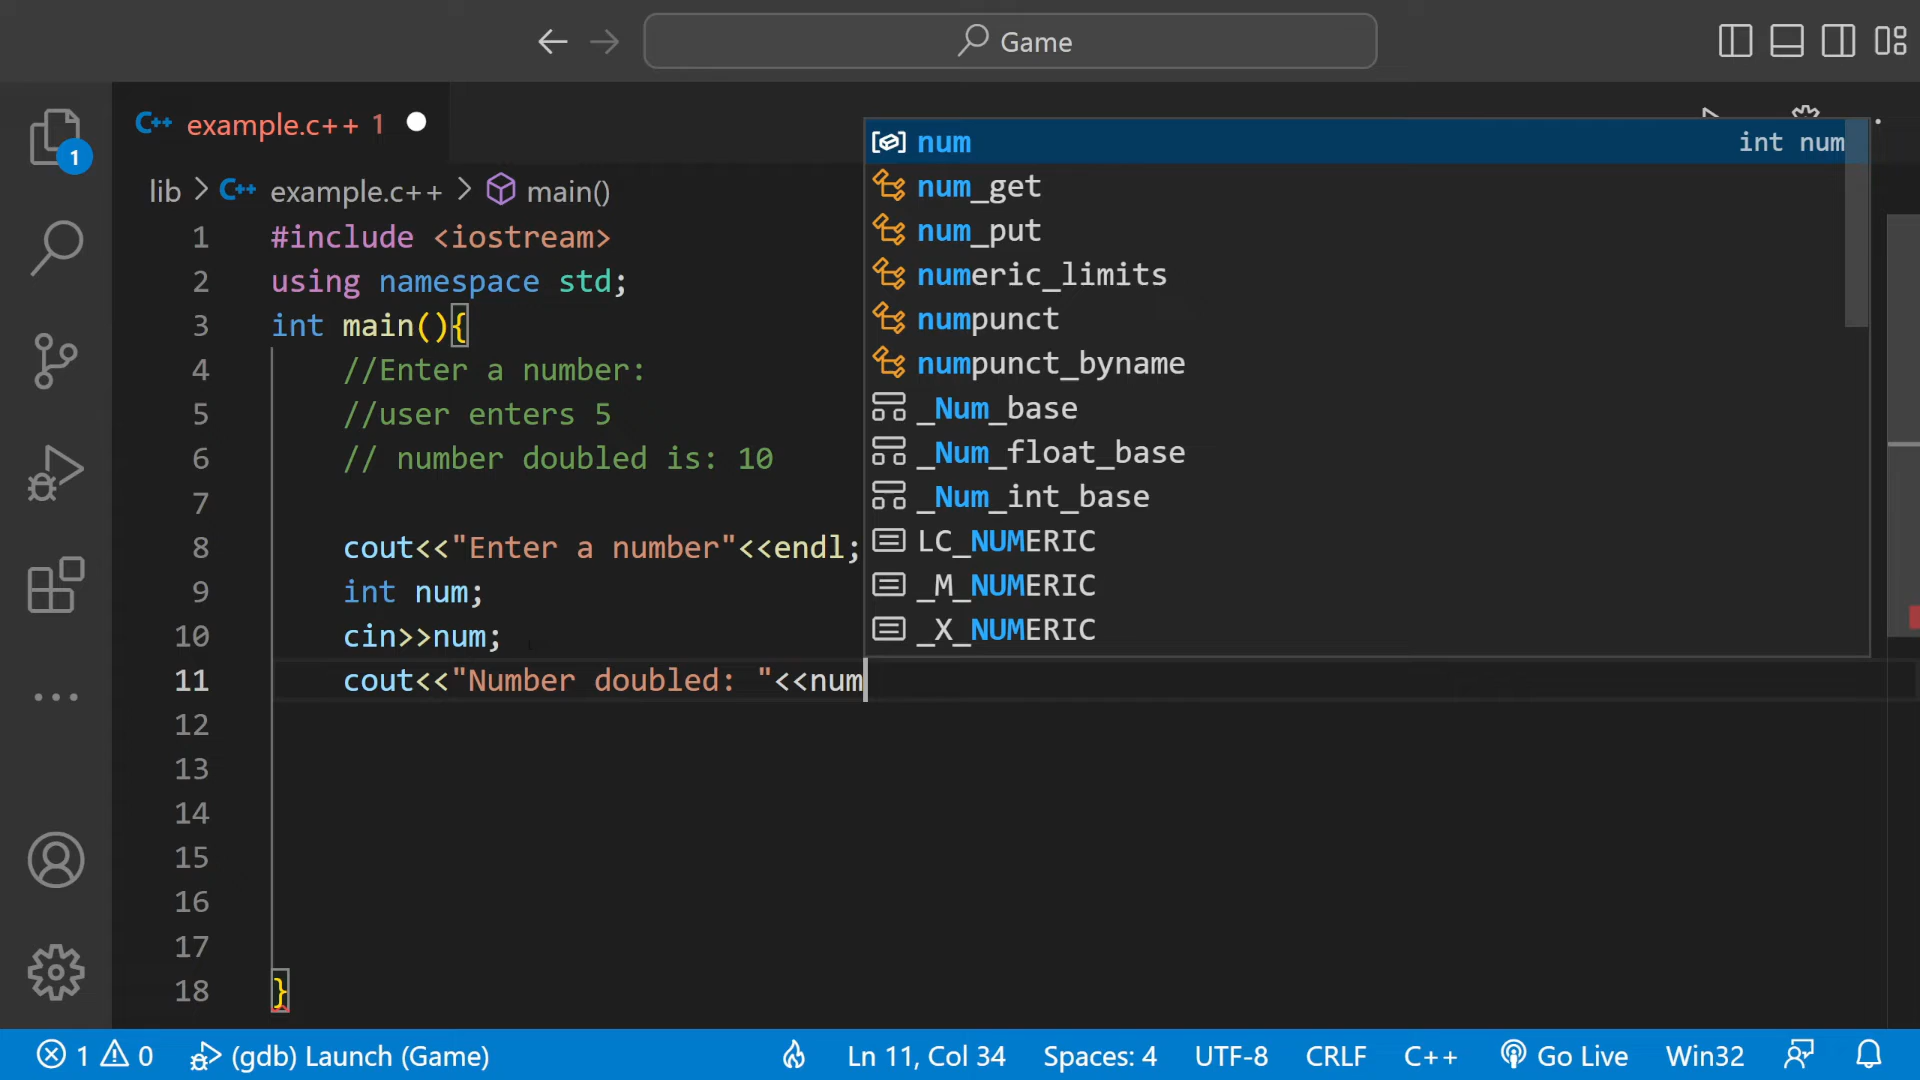 Game
C++ example.c++ 1
lib > C++ example.c++ > main()
1 #include <iostream>
2 using namespace std;
3 int main(){
4 //Enter a number:
5 //user enters 5
6 // number doubled is: 10
7
8 cout<<"Enter a number"<<endl;
9 int num;
10 cin>>num;
11 cout<<"Number doubled: "<<num
12
13
14
15
16
17
18 }
num int num
num_get
num_put
numeric_limits
numpunct
numpunct_byname
_Num_base
_Num_float_base
_Num_int_base
LC_NUMERIC
_M_NUMERIC
_X_NUMERIC
1
1 0 (gdb) Launch (Game) Ln 11, Col 34 Spaces: 4 UTF-8 CRLF C++ Go Live Win32